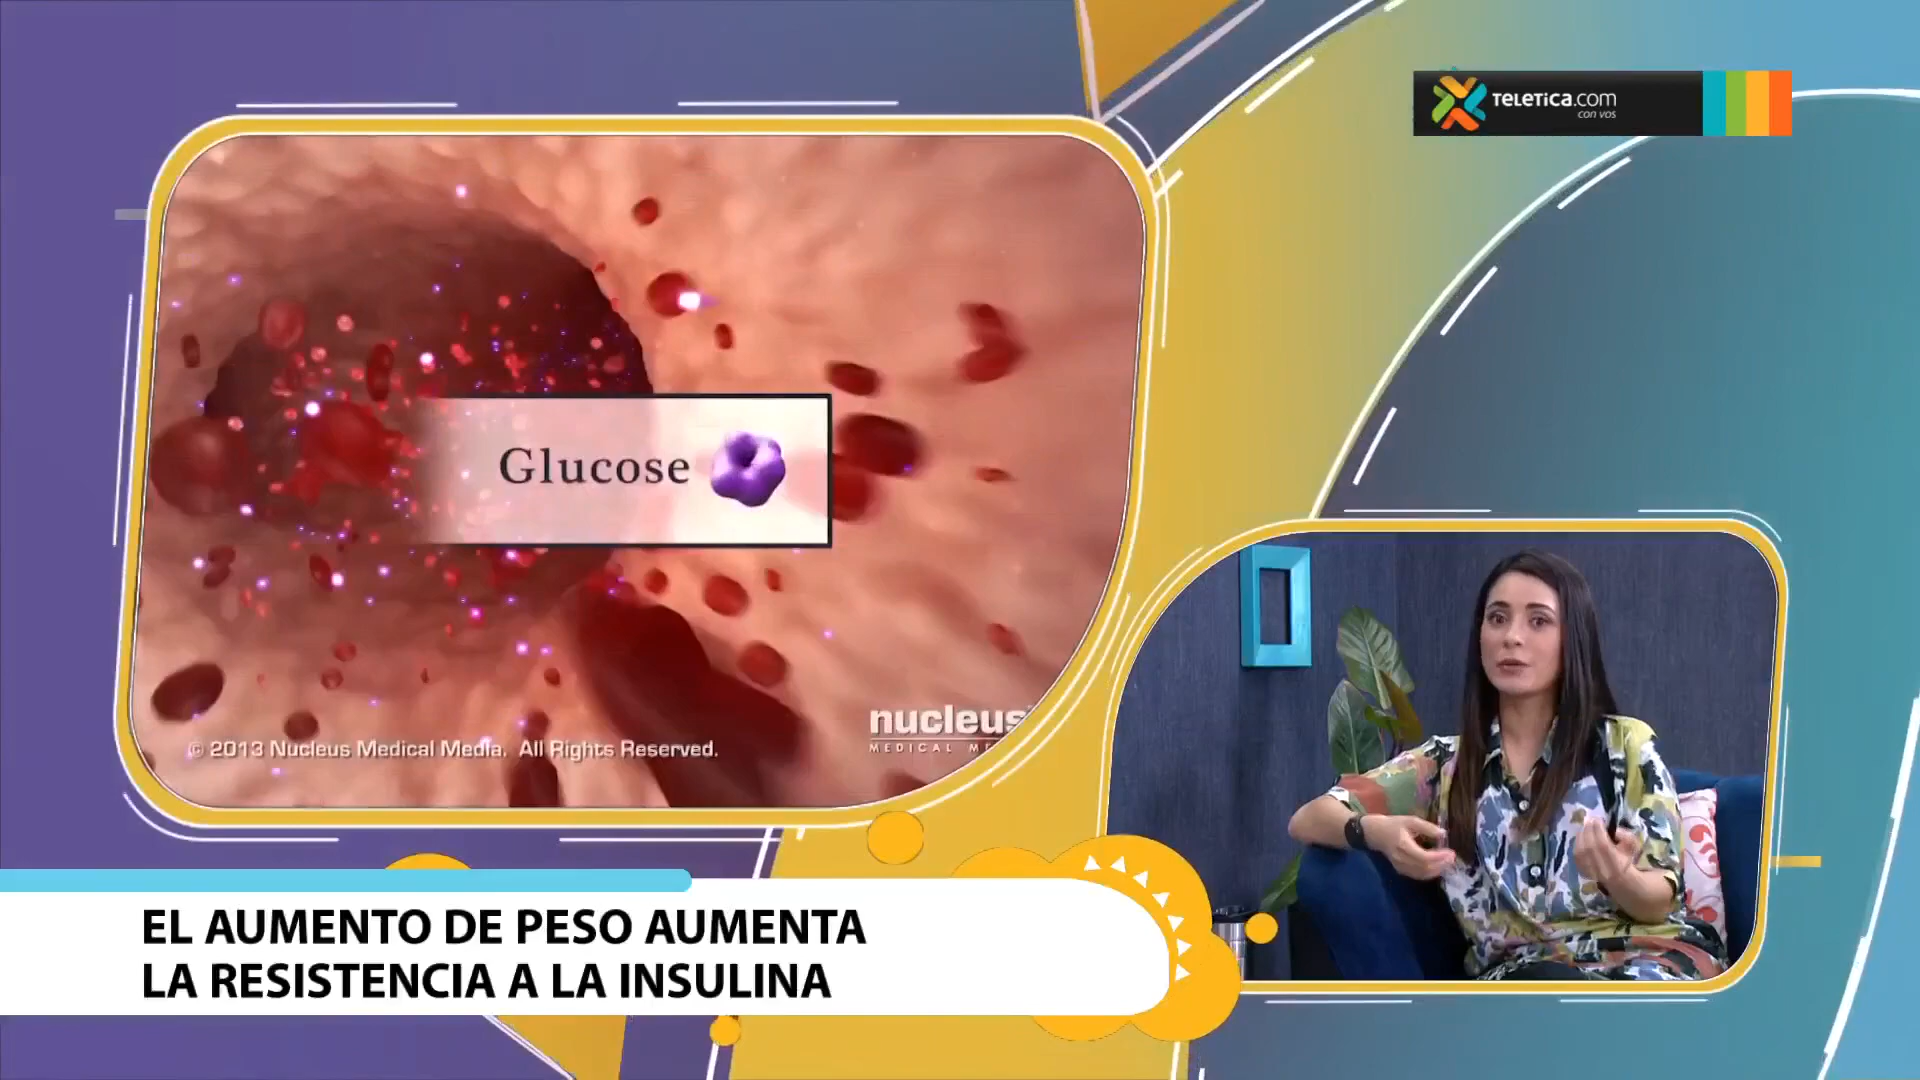 TELETICA.com
con vos
Glucose
nucleus
MEDICAL
© 2013 Nucleus Medical Media. All Rights Reserved.
EL AUMENTO DE PESO AUMENTA
LA RESISTENCIA A LA INSULINA